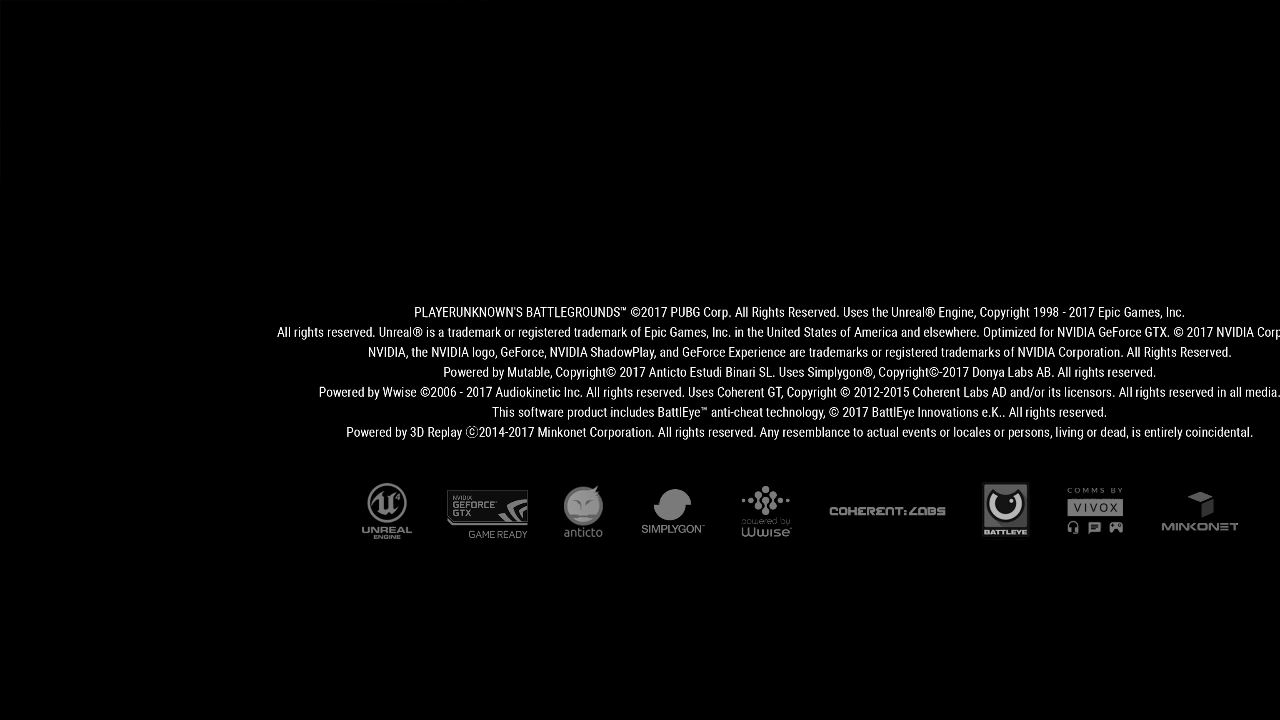 PLAYERUNKNOWN'S BATTLEGROUNDS™ ©2017 PUBG Corp. All Rights Reserved. Uses the Unreal® Engine, Copyright 1998 - 2017 Epic Games, Inc.
All rights reserved. Unreal® is a trademark or registered trademark of Epic Games, Inc. in the United States of America and elsewhere. Optimized for NVIDIA GeForce GTX. © 2017 NVIDIA Corp
NVIDIA, the NVIDIA logo, GeForce, NVIDIA ShadowPlay, and GeForce Experience are trademarks or registered trademarks of NVIDIA Corporation. All Rights Reserved.
Powered by Mutable, Copyright© 2017 Anticto Estudi Binari SL. Uses Simplygon®, Copyright©-2017 Donya Labs AB. All rights reserved.
Powered by Wwise ©2006 - 2017 Audiokinetic Inc. All rights reserved. Uses Coherent GT, Copyright © 2012-2015 Coherent Labs AD and/or its licensors. All rights reserved in all media.
This software product includes BattlEye™ anti-cheat technology, © 2017 BattlEye Innovations e.K.. All rights reserved.
Powered by 3D Replay ⓒ2014-2017 Minkonet Corporation. All rights reserved. Any resemblance to actual events or locales or persons, living or dead, is entirely coincidental.
U4
UNREAL
ENGINE
NVIDIA
GEFORCE
GTX
GAME READY
anticto
SIMPLYGON™
powered by
Wwise
COHERENT:LABS
BATTLEYE
COMMS BY
VIVOX
MINKONET